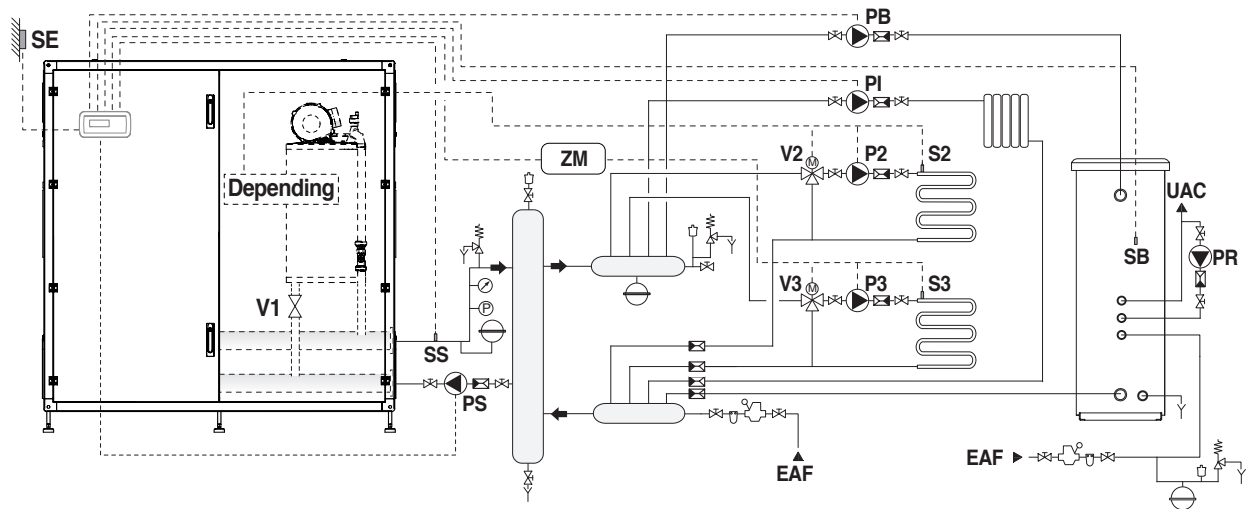 PB
SE
PI
ZM
V2
P2
S2
M
Depending
UAC
SB
PR
V1
V3
P3
S3
M
P
SS
PS
EAF
EAF